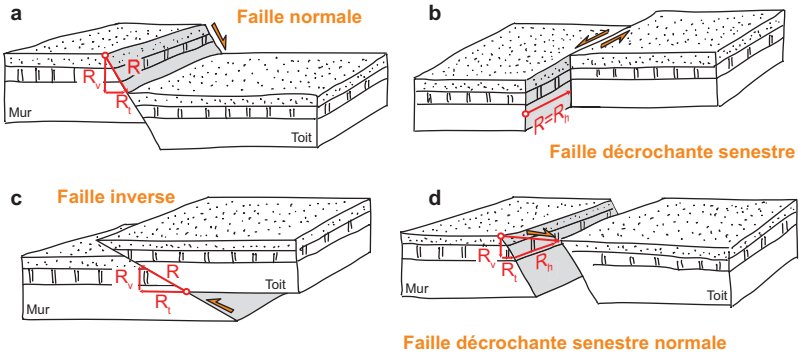 a
Faille normale
R
Rv
Rt
Mur
Toit
b
R=Rh
Faille décrochante senestre
c
Faille inverse
R
Rv
Rt
Mur
Toit
d
Rv
Rt
Rh
Mur
Toit
Faille décrochante senestre normale